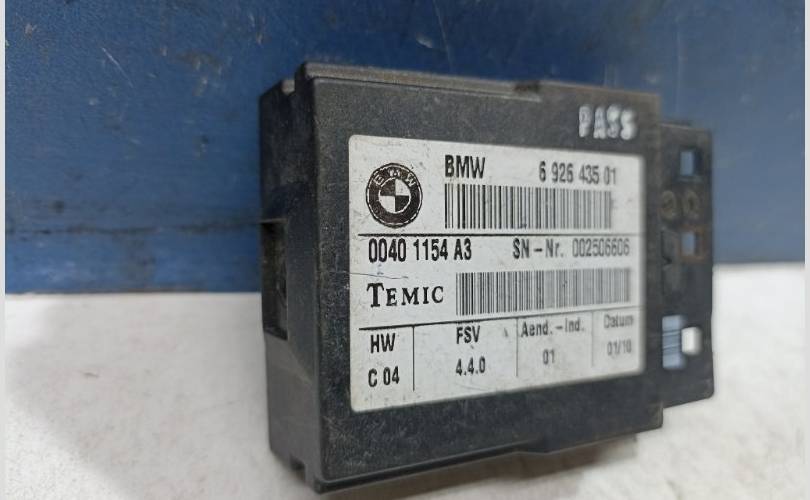 PASS
BMW 6 926 435 01
BMW
0040 1154 A3 SN-Nr. 002506606
TEMIC
HW FSV Aend.-Ind. Datum
C 04 4.4.0 01 01/10